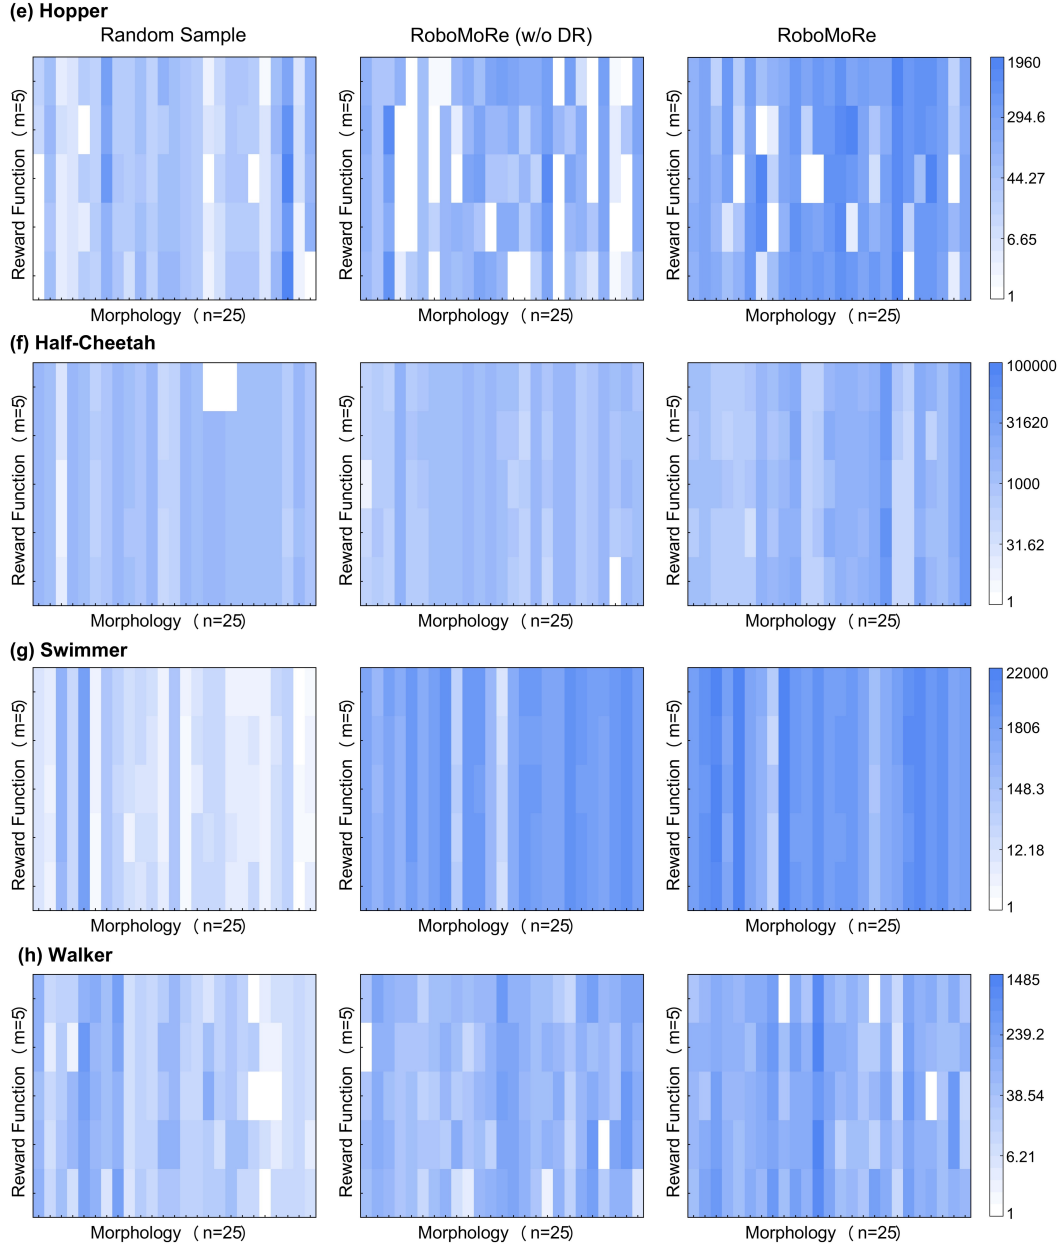 (e) Hopper
Random Sample
RoboMoRe (w/o DR)
RoboMoRe
Reward Function ( m=5)
Reward Function ( m=5)
Reward Function ( m=5)
1960
294.6
44.27
6.65
1
Morphology ( n=25)
Morphology ( n=25)
Morphology ( n=25)
(f) Half-Cheetah
Reward Function ( m=5)
Reward Function ( m=5)
Reward Function ( m=5)
100000
31620
1000
31.62
1
Morphology ( n=25)
Morphology ( n=25)
Morphology ( n=25)
(g) Swimmer
Reward Function ( m=5)
Reward Function ( m=5)
Reward Function ( m=5)
22000
1806
148.3
12.18
1
Morphology ( n=25)
Morphology ( n=25)
Morphology ( n=25)
(h) Walker
Reward Function ( m=5)
Reward Function ( m=5)
Reward Function ( m=5)
1485
239.2
38.54
6.21
1
Morphology ( n=25)
Morphology ( n=25)
Morphology ( n=25)